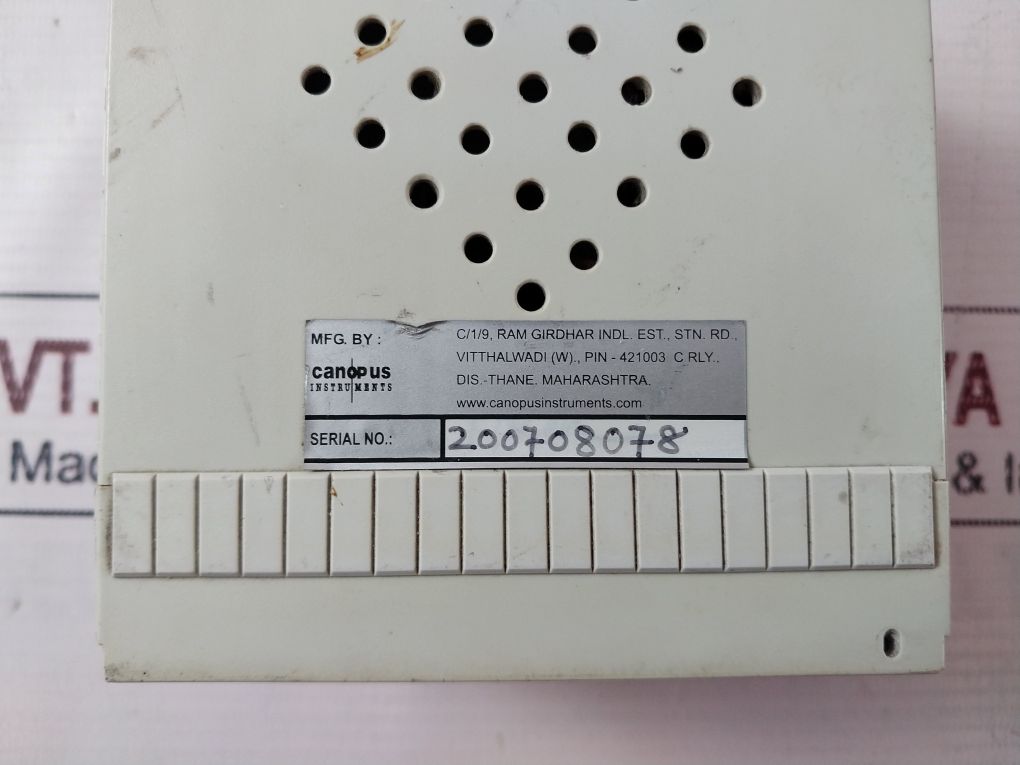 MFG. BY :
canopus
INSTRUMENTS
C/1/9, RAM GIRDHAR INDL. EST., STN. RD.,
VITTHALWADI (W)., PIN - 421003 C RLY.,
DIS.-THANE. MAHARASHTRA.
www.canopusinstruments.com
SERIAL NO.: 200708078
VT.
&